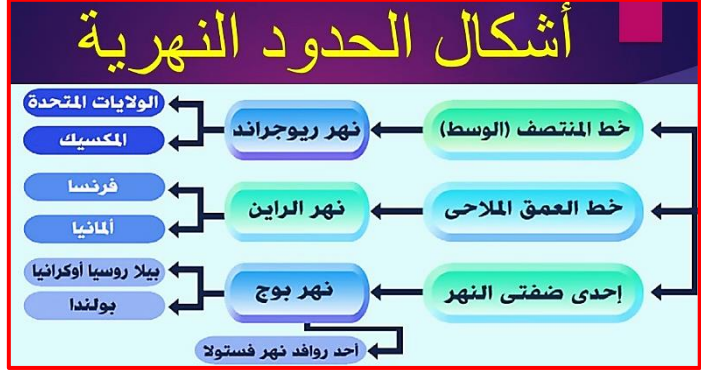 أشكال الحدود النهرية
خط المنتصف (الوسط)
نهر ريوجراند
الولايات المتحدة
المكسيك
خط العمق الملاحى
نهر الراين
فرنسا
ألمانيا
إحدى ضفتى النهر
نهر بوج
بيلا روسيا أوكرانيا
بولندا
أحد روافد نهر فستولا